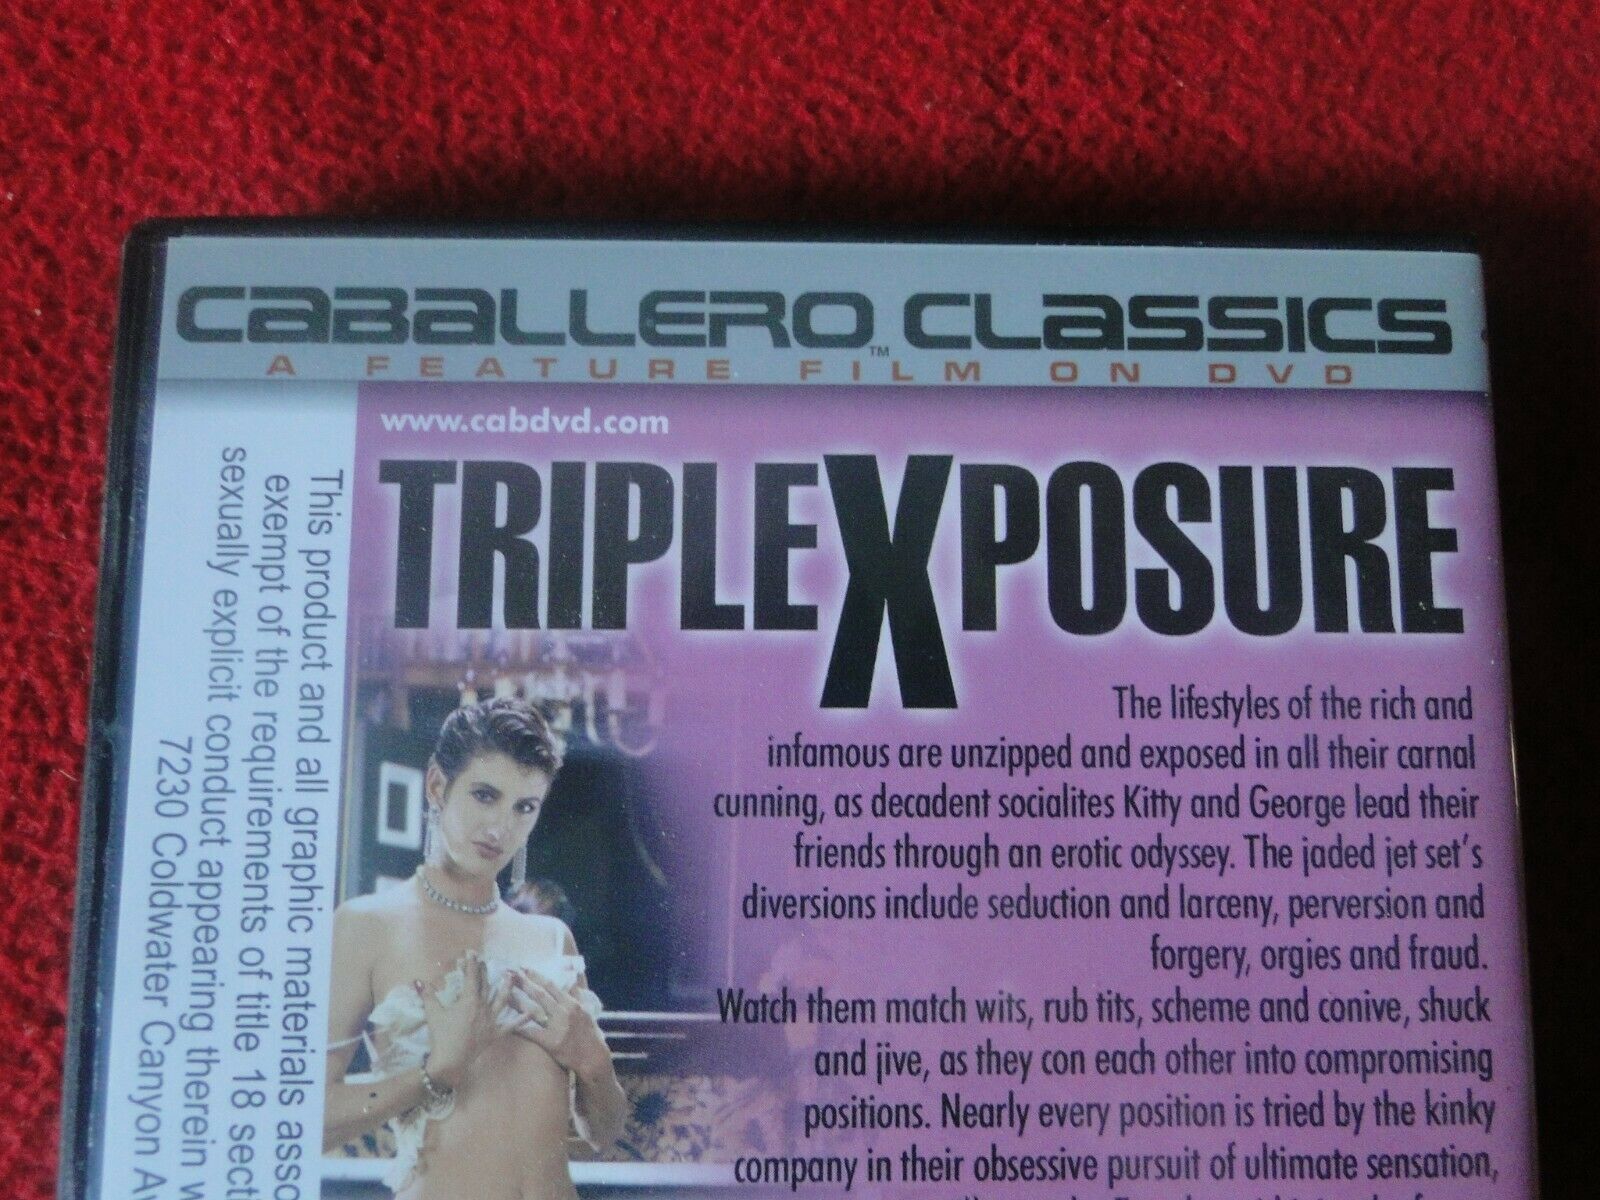 CABALLERO™ CLASSICS
A FEATURE FILM ON DVD
www.cabdvd.com
TRIPLEXPOSURE
The lifestyles of the rich and
infamous are unzipped and exposed in all their carnal
cunning, as decadent socialites Kitty and George lead their
friends through an erotic odyssey. The jaded jet set's
diversions include seduction and larceny, perversion and
forgery, orgies and fraud.
Watch them match wits, rub tits, scheme and conive, shuck
and jive, as they con each other into compromising
positions. Nearly every position is tried by the kinky
company in their obsessive pursuit of ultimate sensation,
This product and all graphic materials asso
exempt of the requirements of title 18 sect
sexually explicit conduct appearing therein w
7230 Coldwater Canyon Av